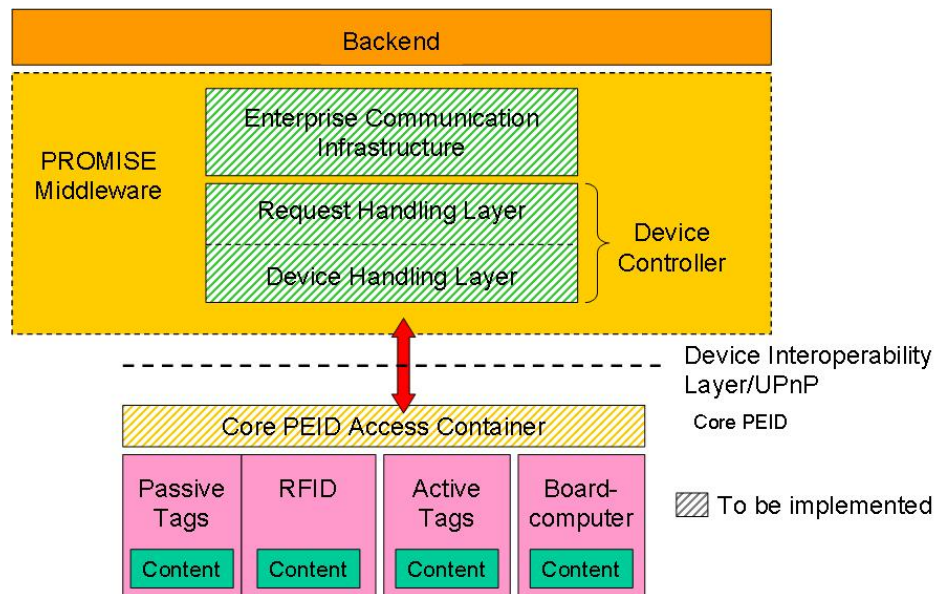 Backend
Enterprise Communication
Infrastructure
PROMISE
Middleware
Request Handling Layer
Device Handling Layer
Device
Controller
Device Interoperability
Layer/UPnP
Core PEID
Core PEID Access Container
Passive
Tags
RFID
Active
Tags
Board-
computer
To be implemented
Content
Content
Content
Content